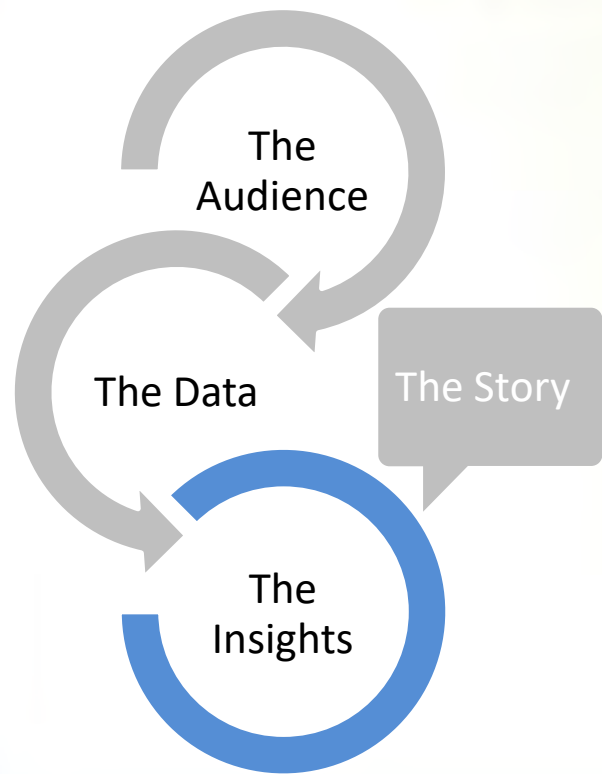 The
Audience
The Data
The Story
The
Insights